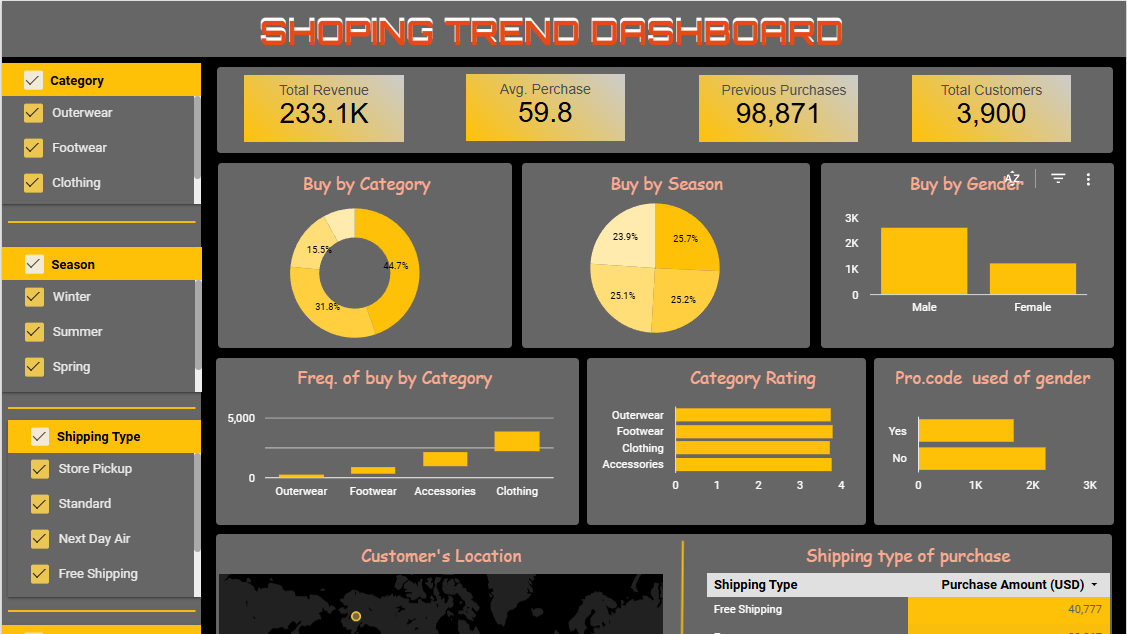 SHOPING TREND DASHBOARD
Category
Outerwear
Footwear
Clothing
Season
Winter
Summer
Spring
Shipping Type
Store Pickup
Standard
Next Day Air
Free Shipping
Total Revenue
233.1K
Avg. Perchase
59.8
Previous Purchases
98,871
Total Customers
3,900
Buy by Category
15.5%
44.7%
31.8%
Buy by Season
23.9%
25.7%
25.1%
25.2%
Buy by Gender
3K
2K
1K
0
Male
Female
Freq. of buy by Category
5,000
0
Outerwear
Footwear
Accessories
Clothing
Category Rating
Outerwear
Footwear
Clothing
Accessories
0 1 2 3 4
Pro.code used of gender
Yes
No
0 1K 2K 3K
Customer's Location
Shipping type of purchase
Shipping Type Purchase Amount (USD)
Free Shipping 40,777